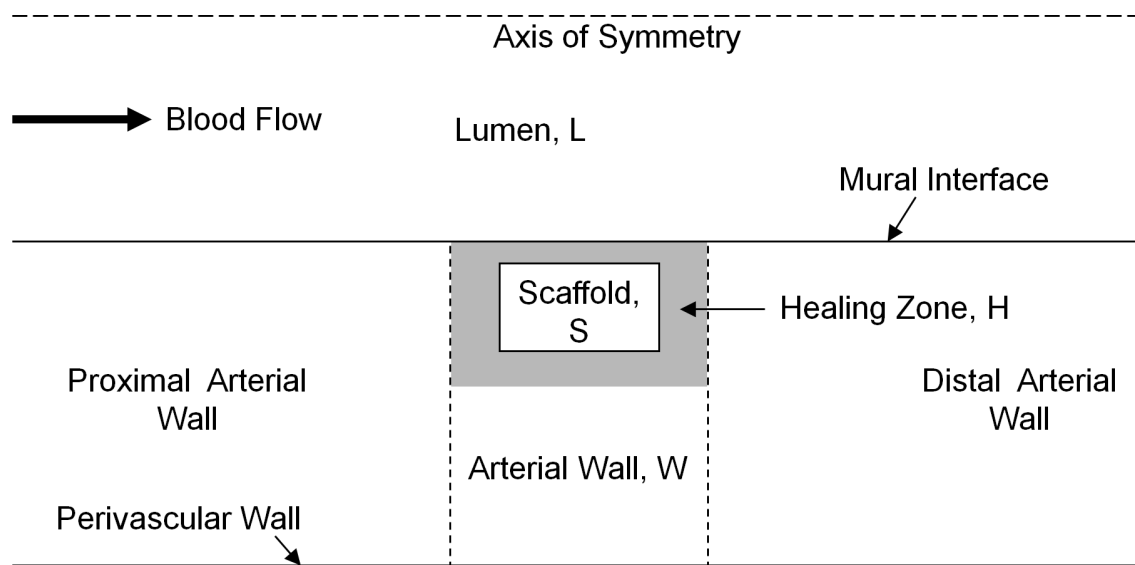 Axis of Symmetry
Blood Flow
Lumen, L
Mural Interface
Scaffold,
S
Healing Zone, H
Proximal Arterial
Wall
Distal Arterial
Wall
Arterial Wall, W
Perivascular Wall